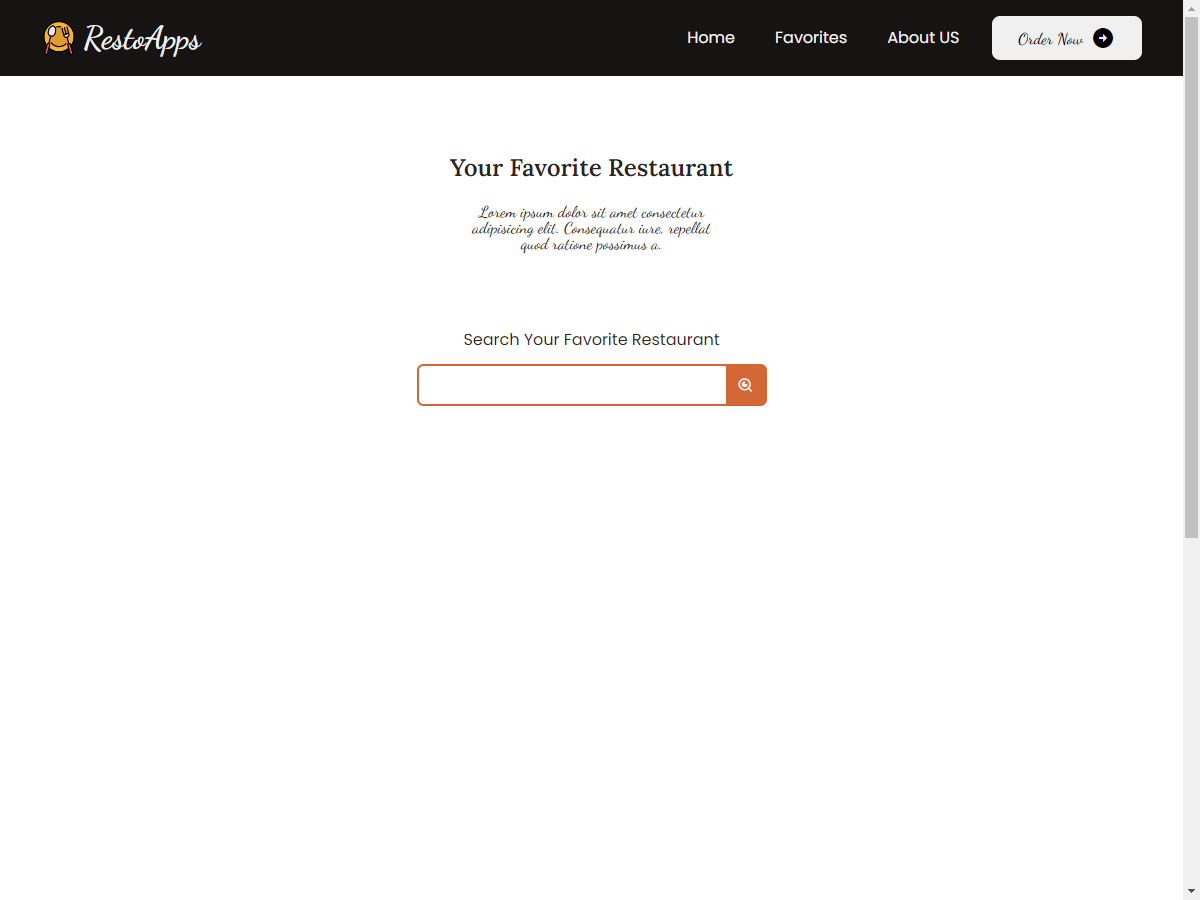 RestoApps
Home
Favorites
About US
Order Now
Your Favorite Restaurant
Lorem ipsum dolor sit amet consectetur
adipisicing elit. Consequatur iure, repellat
quod ratione possimus a.
Search Your Favorite Restaurant